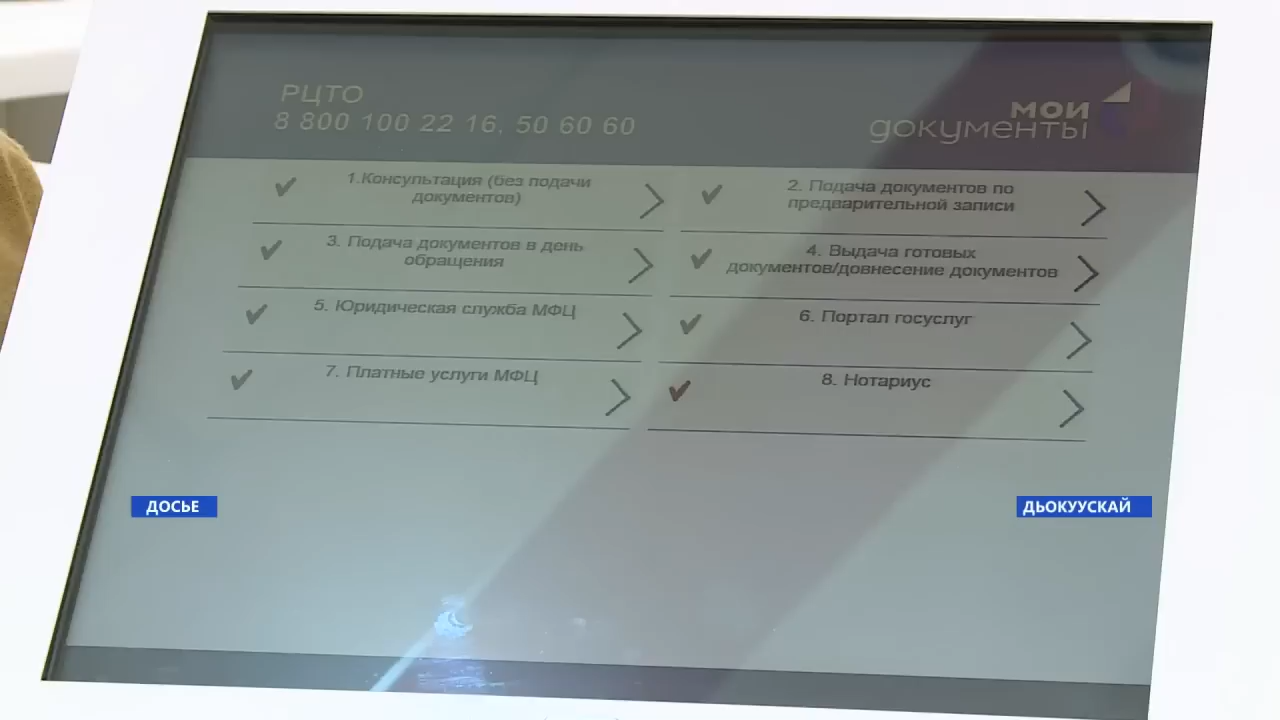 РЦТО
8 800 100 22 16, 50 60 60
мои
документы
1.Консультация (без подачи
документов)
2. Подача документов по
предварительной записи
3. Подача документов в день
обращения
4. Выдача готовых
документов/довнесение документов
5. Юридическая служба МФЦ
6. Портал госуслуг
7. Платные услуги МФЦ
8. Нотариус
ДОСЬЕ
ДЬОКУУСКАЙ